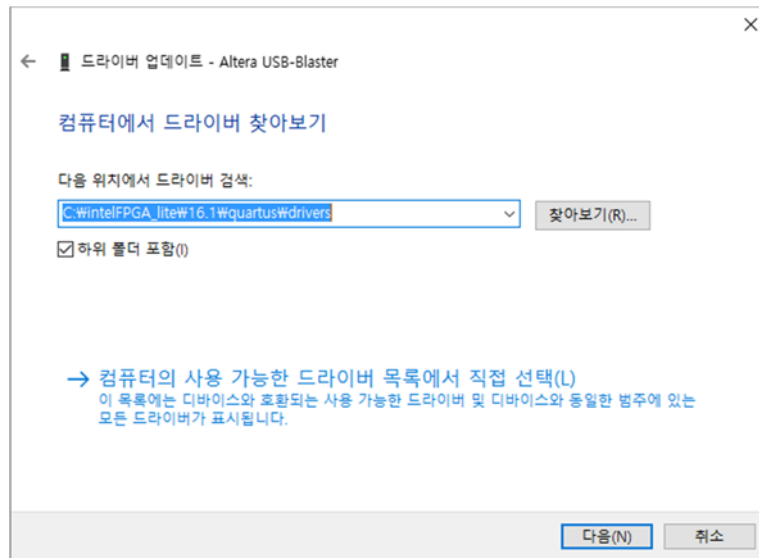 드라이버 업데이트 - Altera USB-Blaster
컴퓨터에서 드라이버 찾아보기
다음 위치에서 드라이버 검색:
C:₩intelFPGA_lite₩16.1₩quartus₩drivers
찾아보기(R)...
하위 폴더 포함(I)
→ 컴퓨터의 사용 가능한 드라이버 목록에서 직접 선택(L)
이 목록에는 디바이스와 호환되는 사용 가능한 드라이버 및 디바이스와 동일한 범주에 있는
모든 드라이버가 표시됩니다.
다음(N)
취소